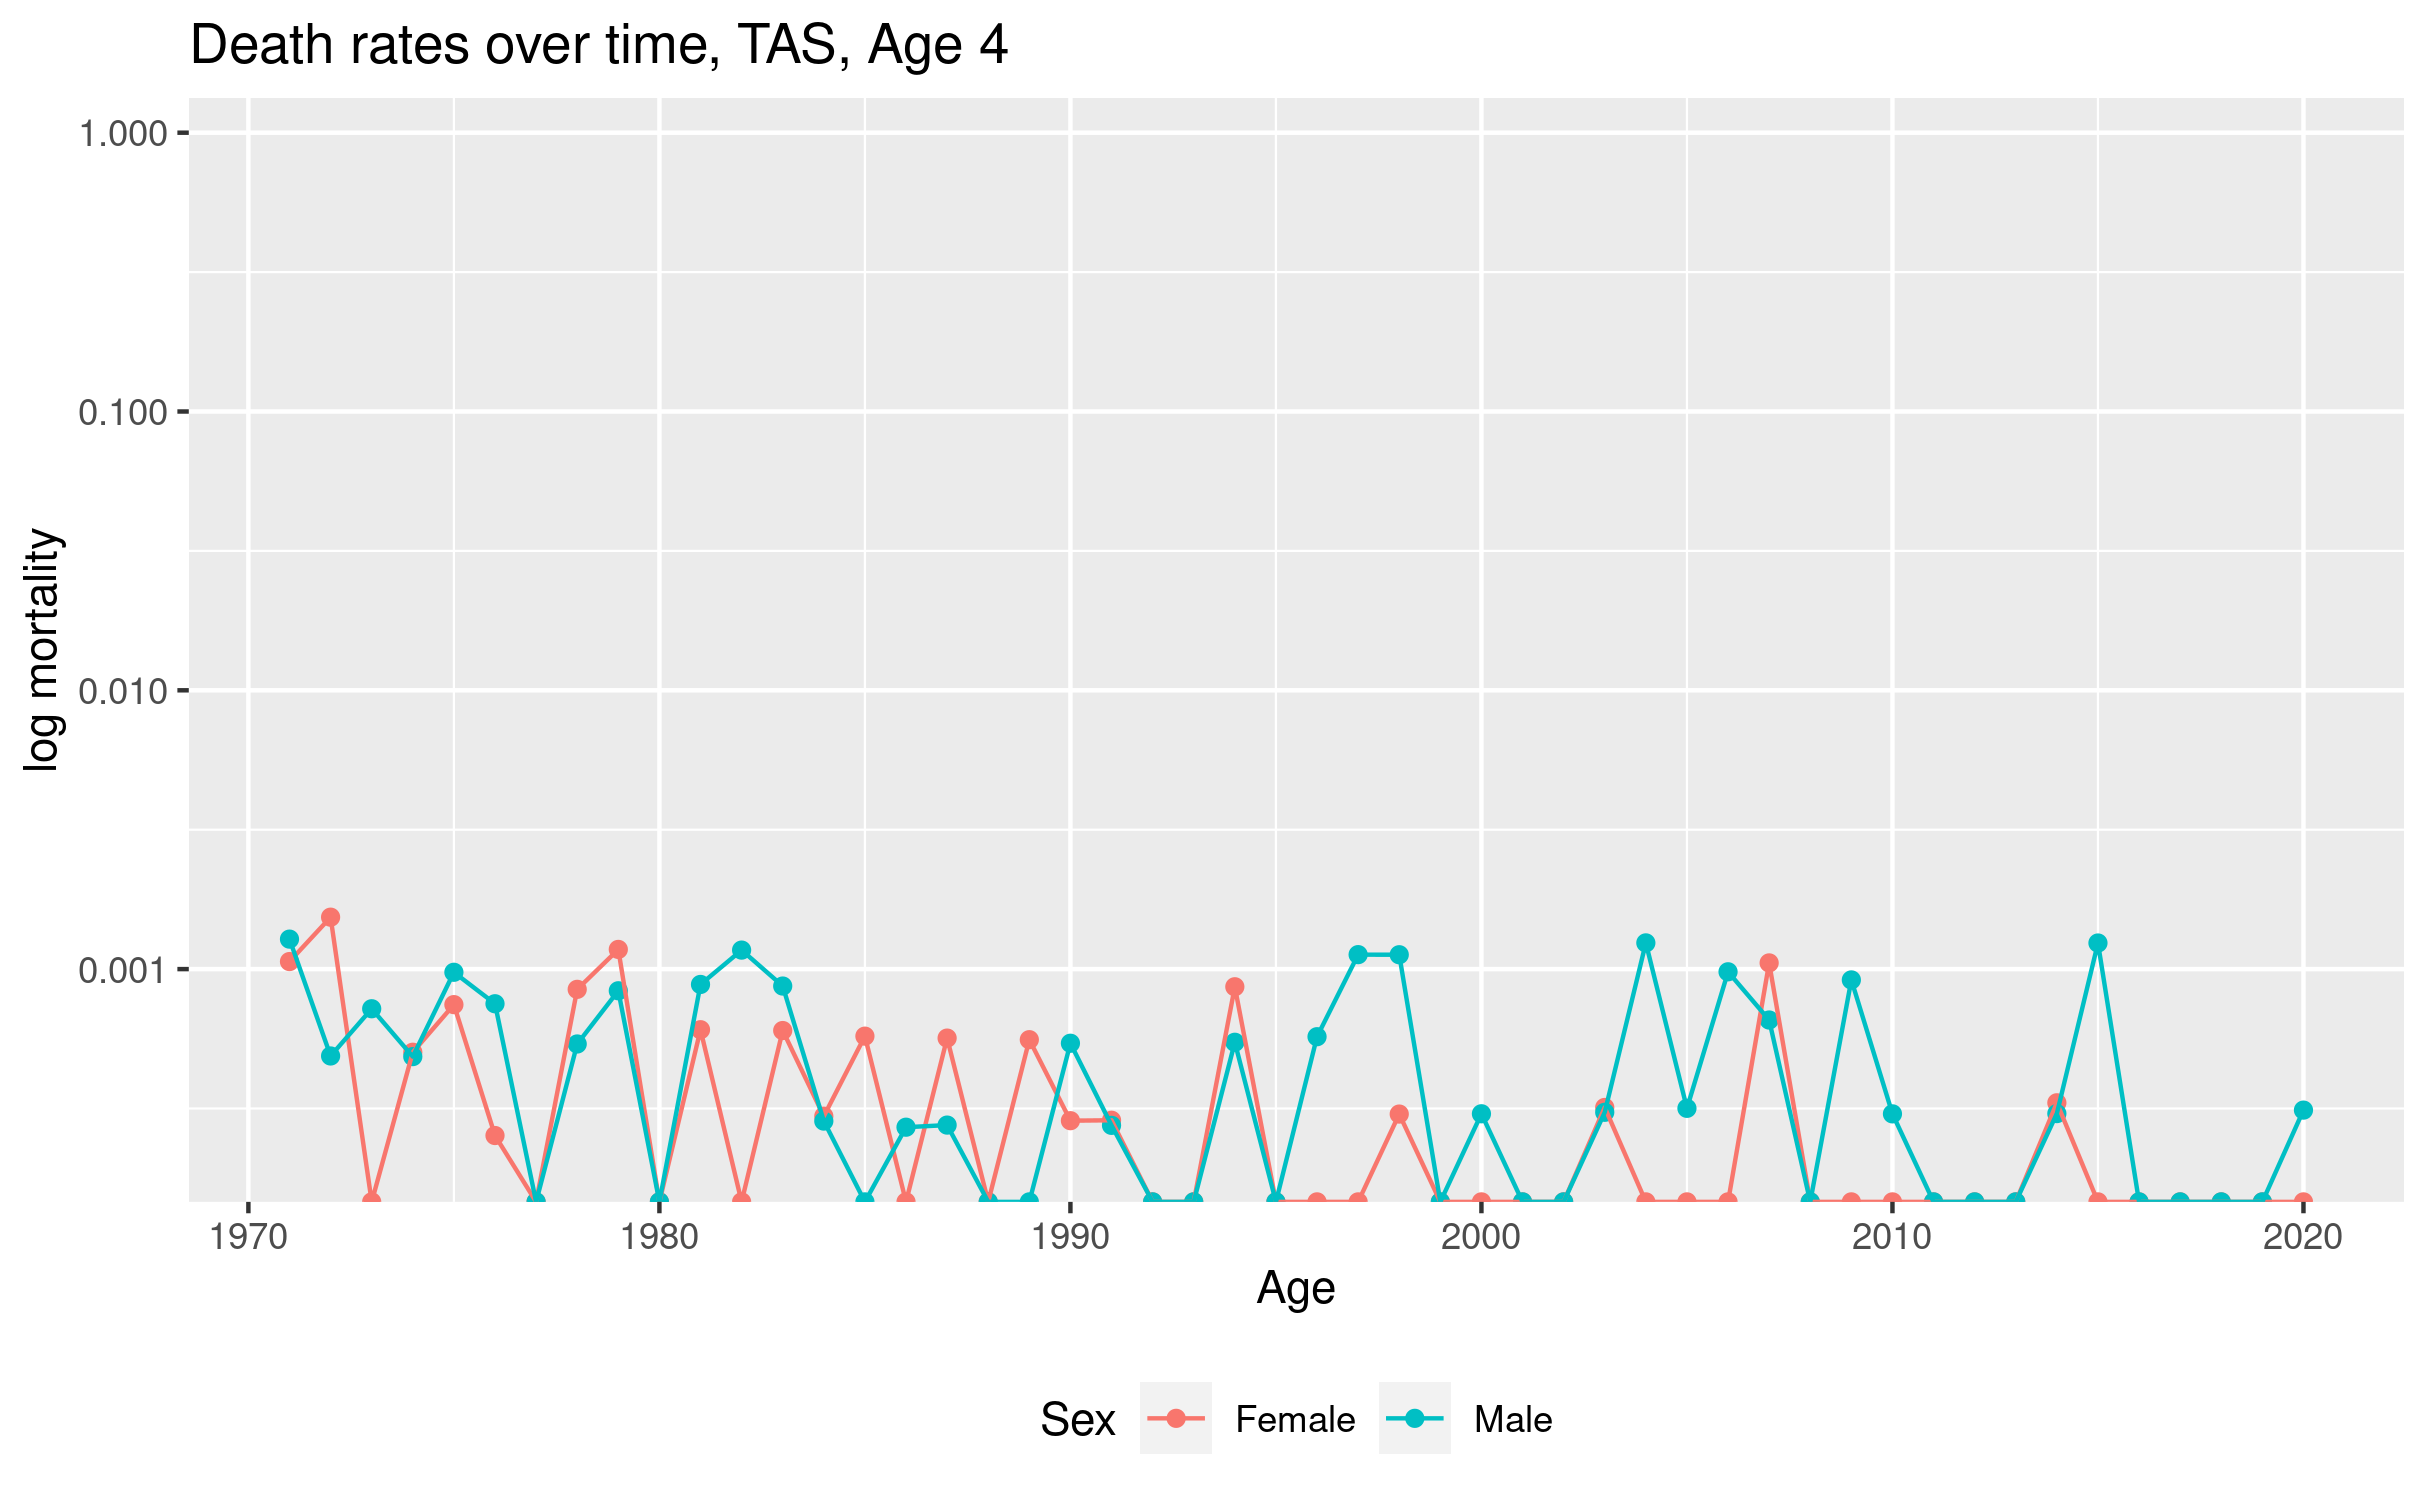 Death rates over time, TAS, Age 4
log mortality
1.000
0.100
0.010
0.001
1970 1980 1990 2000 2010 2020
Age
Sex Female Male